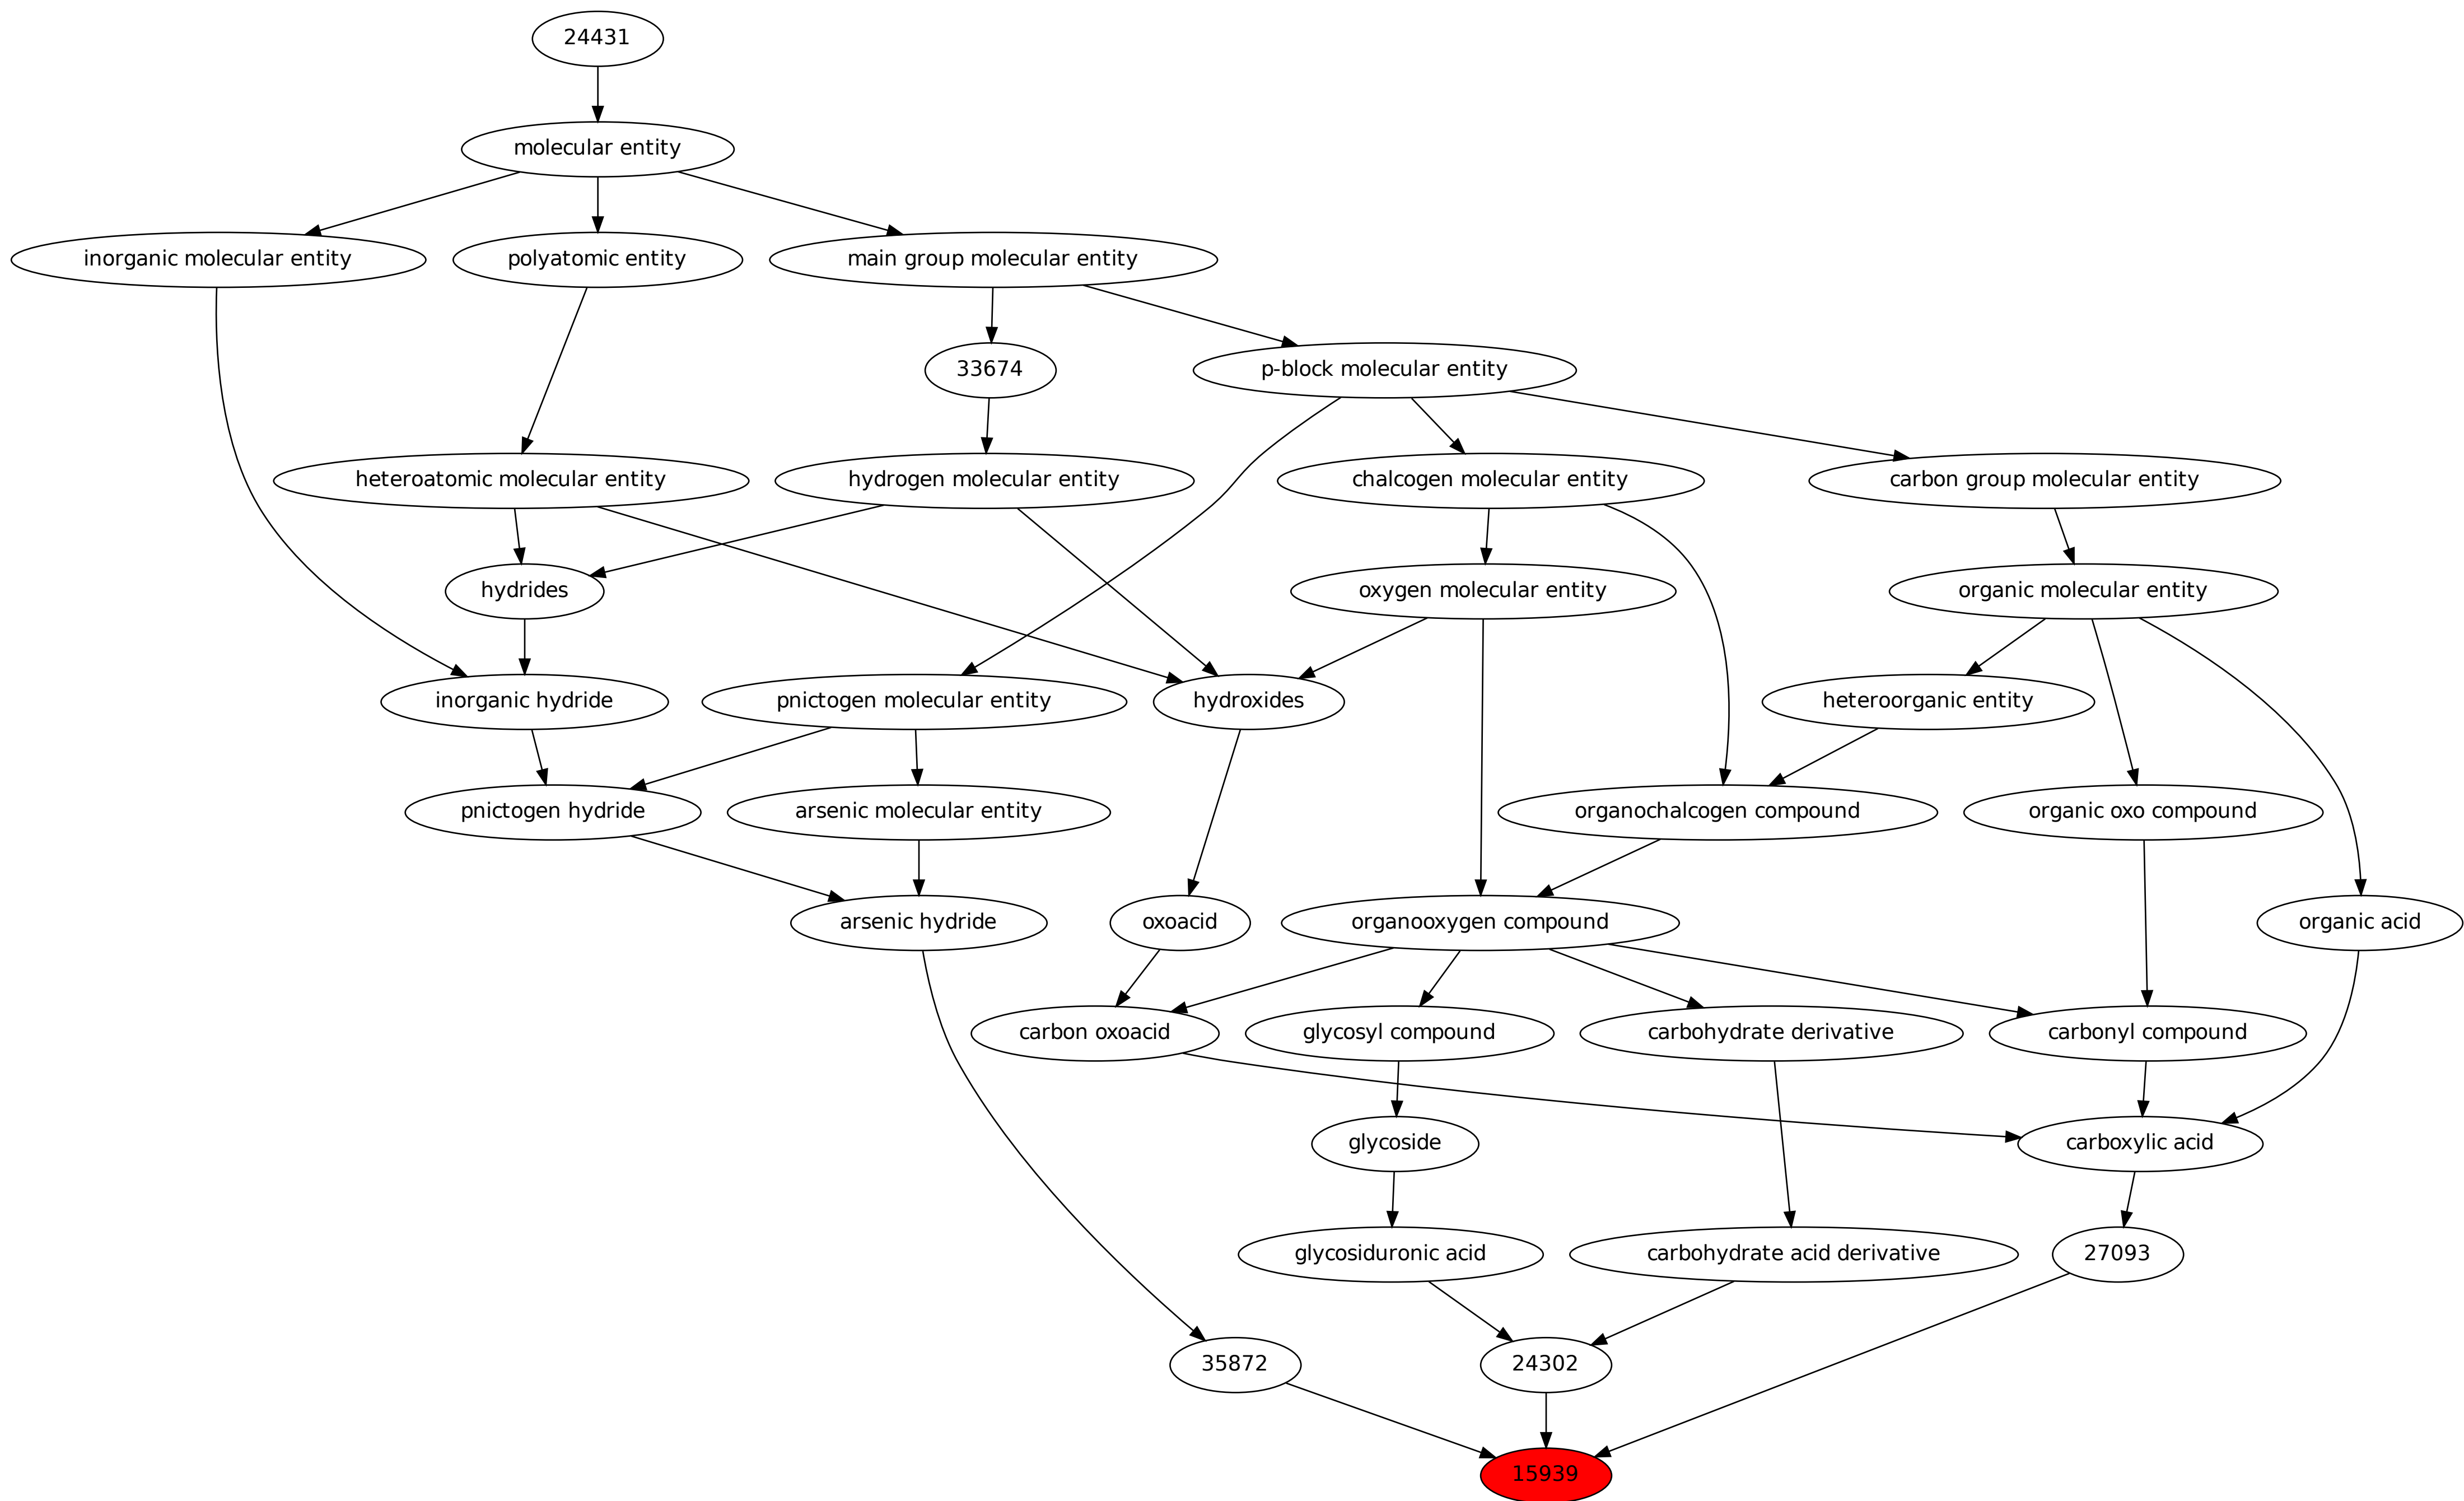 24431
molecular entity
inorganic molecular entity
polyatomic entity
main group molecular entity
33674
p-block molecular entity
heteroatomic molecular entity
hydrogen molecular entity
chalcogen molecular entity
carbon group molecular entity
hydrides
oxygen molecular entity
organic molecular entity
inorganic hydride
pnictogen molecular entity
hydroxides
heteroorganic entity
pnictogen hydride
arsenic molecular entity
organochalcogen compound
organic oxo compound
arsenic hydride
oxoacid
organooxygen compound
organic acid
carbon oxoacid
glycosyl compound
carbohydrate derivative
carbonyl compound
glycoside
carboxylic acid
glycosiduronic acid
carbohydrate acid derivative
27093
35872
24302
15939